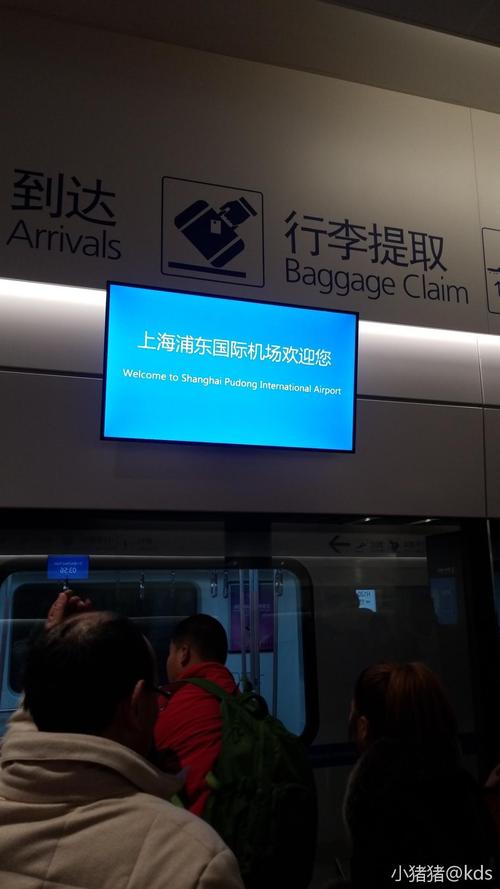 到达
Arrivals
行李提取
Baggage Claim
上海浦东国际机场欢迎您
Welcome to Shanghai Pudong International Airport
小猪猪@kds